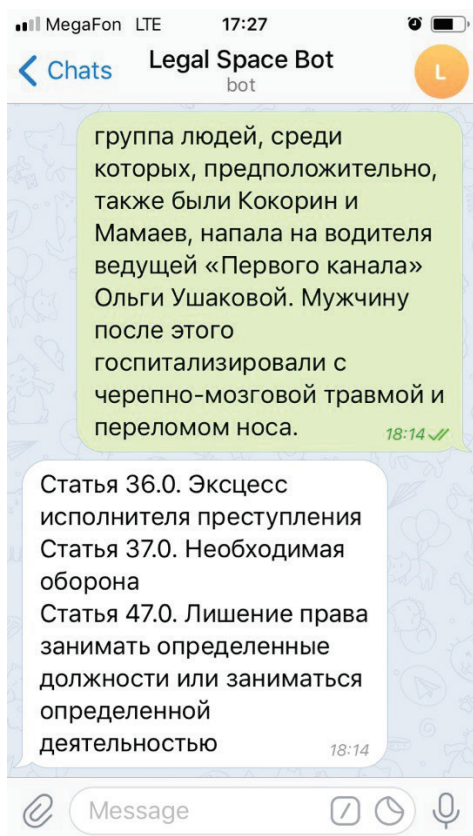 MegaFon LTE 17:27
Chats
Legal Space Bot
bot
L
группа людей, среди
которых, предположительно,
также были Кокорин и
Мамаев, напала на водителя
ведущей «Первого канала»
Ольги Ушаковой. Мужчину
после этого
госпитализировали с
черепно-мозговой травмой и
переломом носа.
18:14
Статья 36.0. Эксцесс
исполнителя преступления
Статья 37.0. Необходимая
оборона
Статья 47.0. Лишение права
занимать определенные
должности или заниматься
определенной
деятельностью
18:14
Message